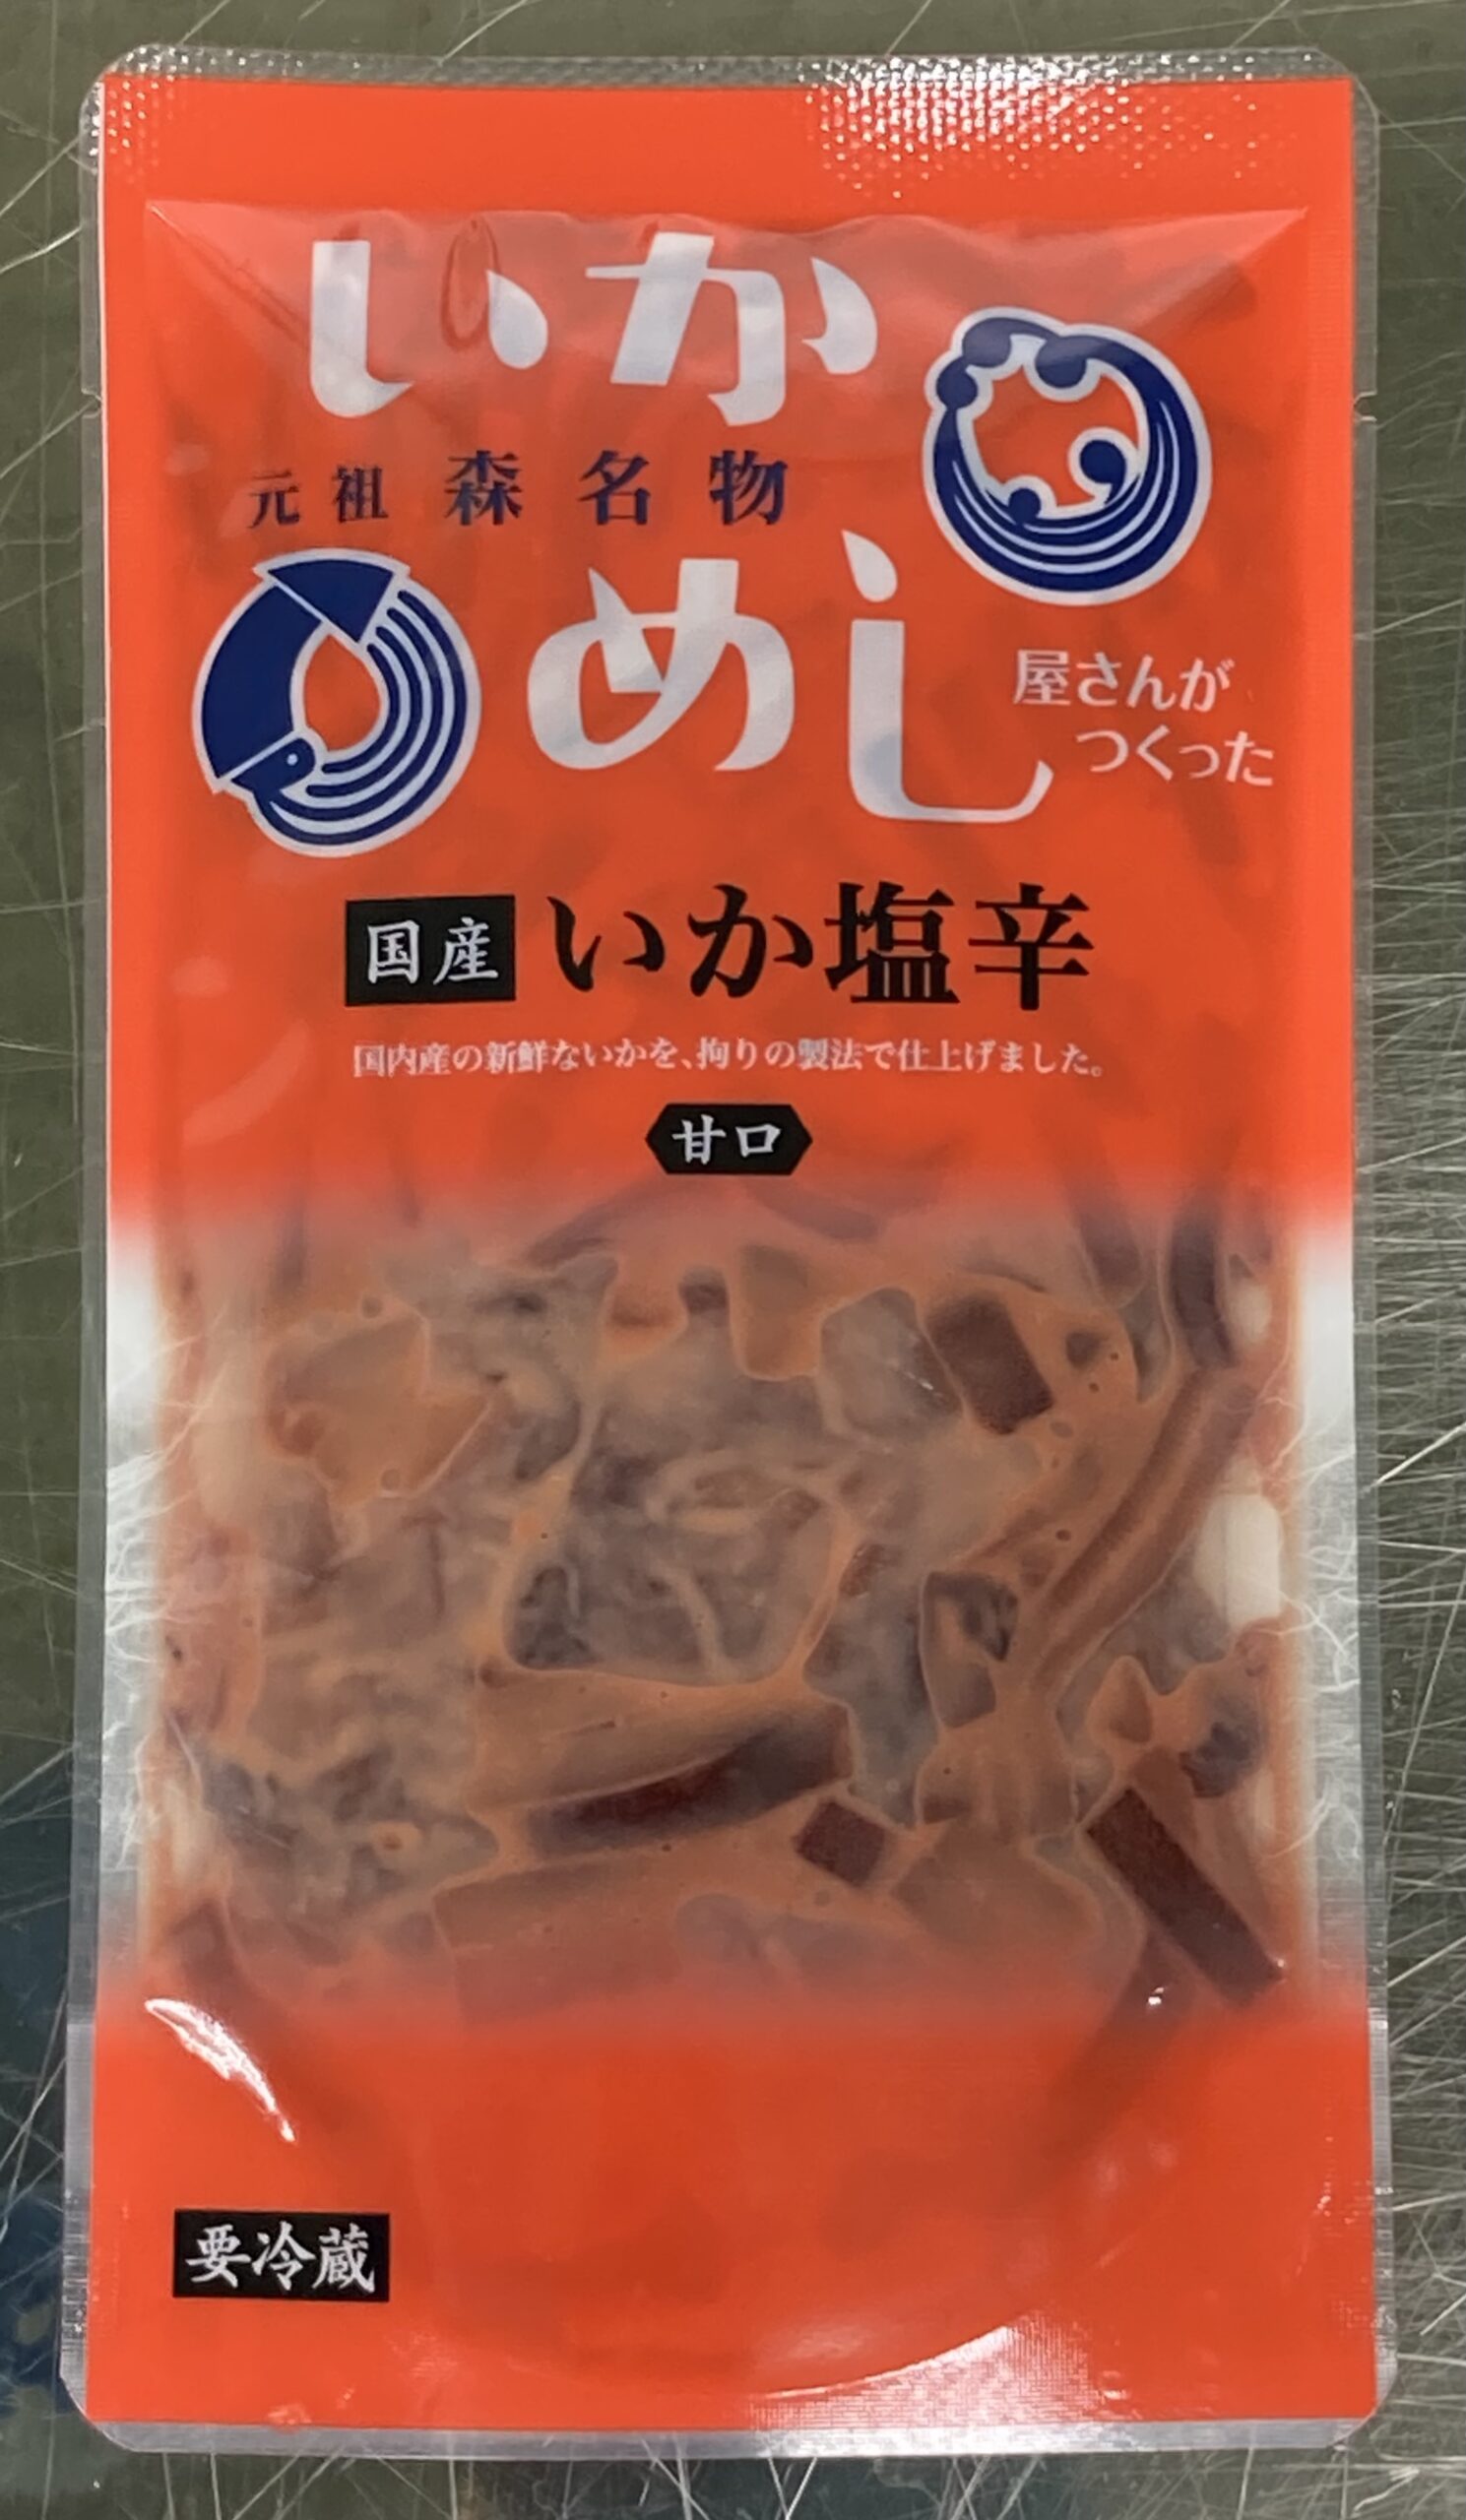 いか
元祖 森名物
めし
屋さんが
つくった
国産 いか塩辛
国内産の新鮮ないかを、拘りの製法で仕上げました。
甘口
要冷蔵